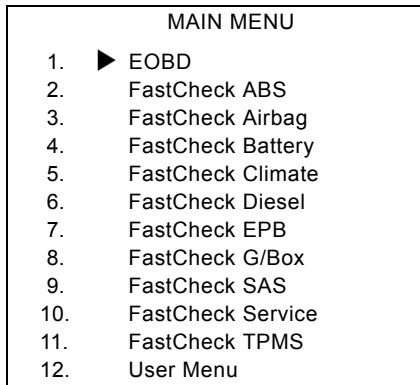 MAIN MENU
1. ▶ EOBD
2. FastCheck ABS
3. FastCheck Airbag
4. FastCheck Battery
5. FastCheck Climate
6. FastCheck Diesel
7. FastCheck EPB
8. FastCheck G/Box
9. FastCheck SAS
10. FastCheck Service
11. FastCheck TPMS
12. User Menu